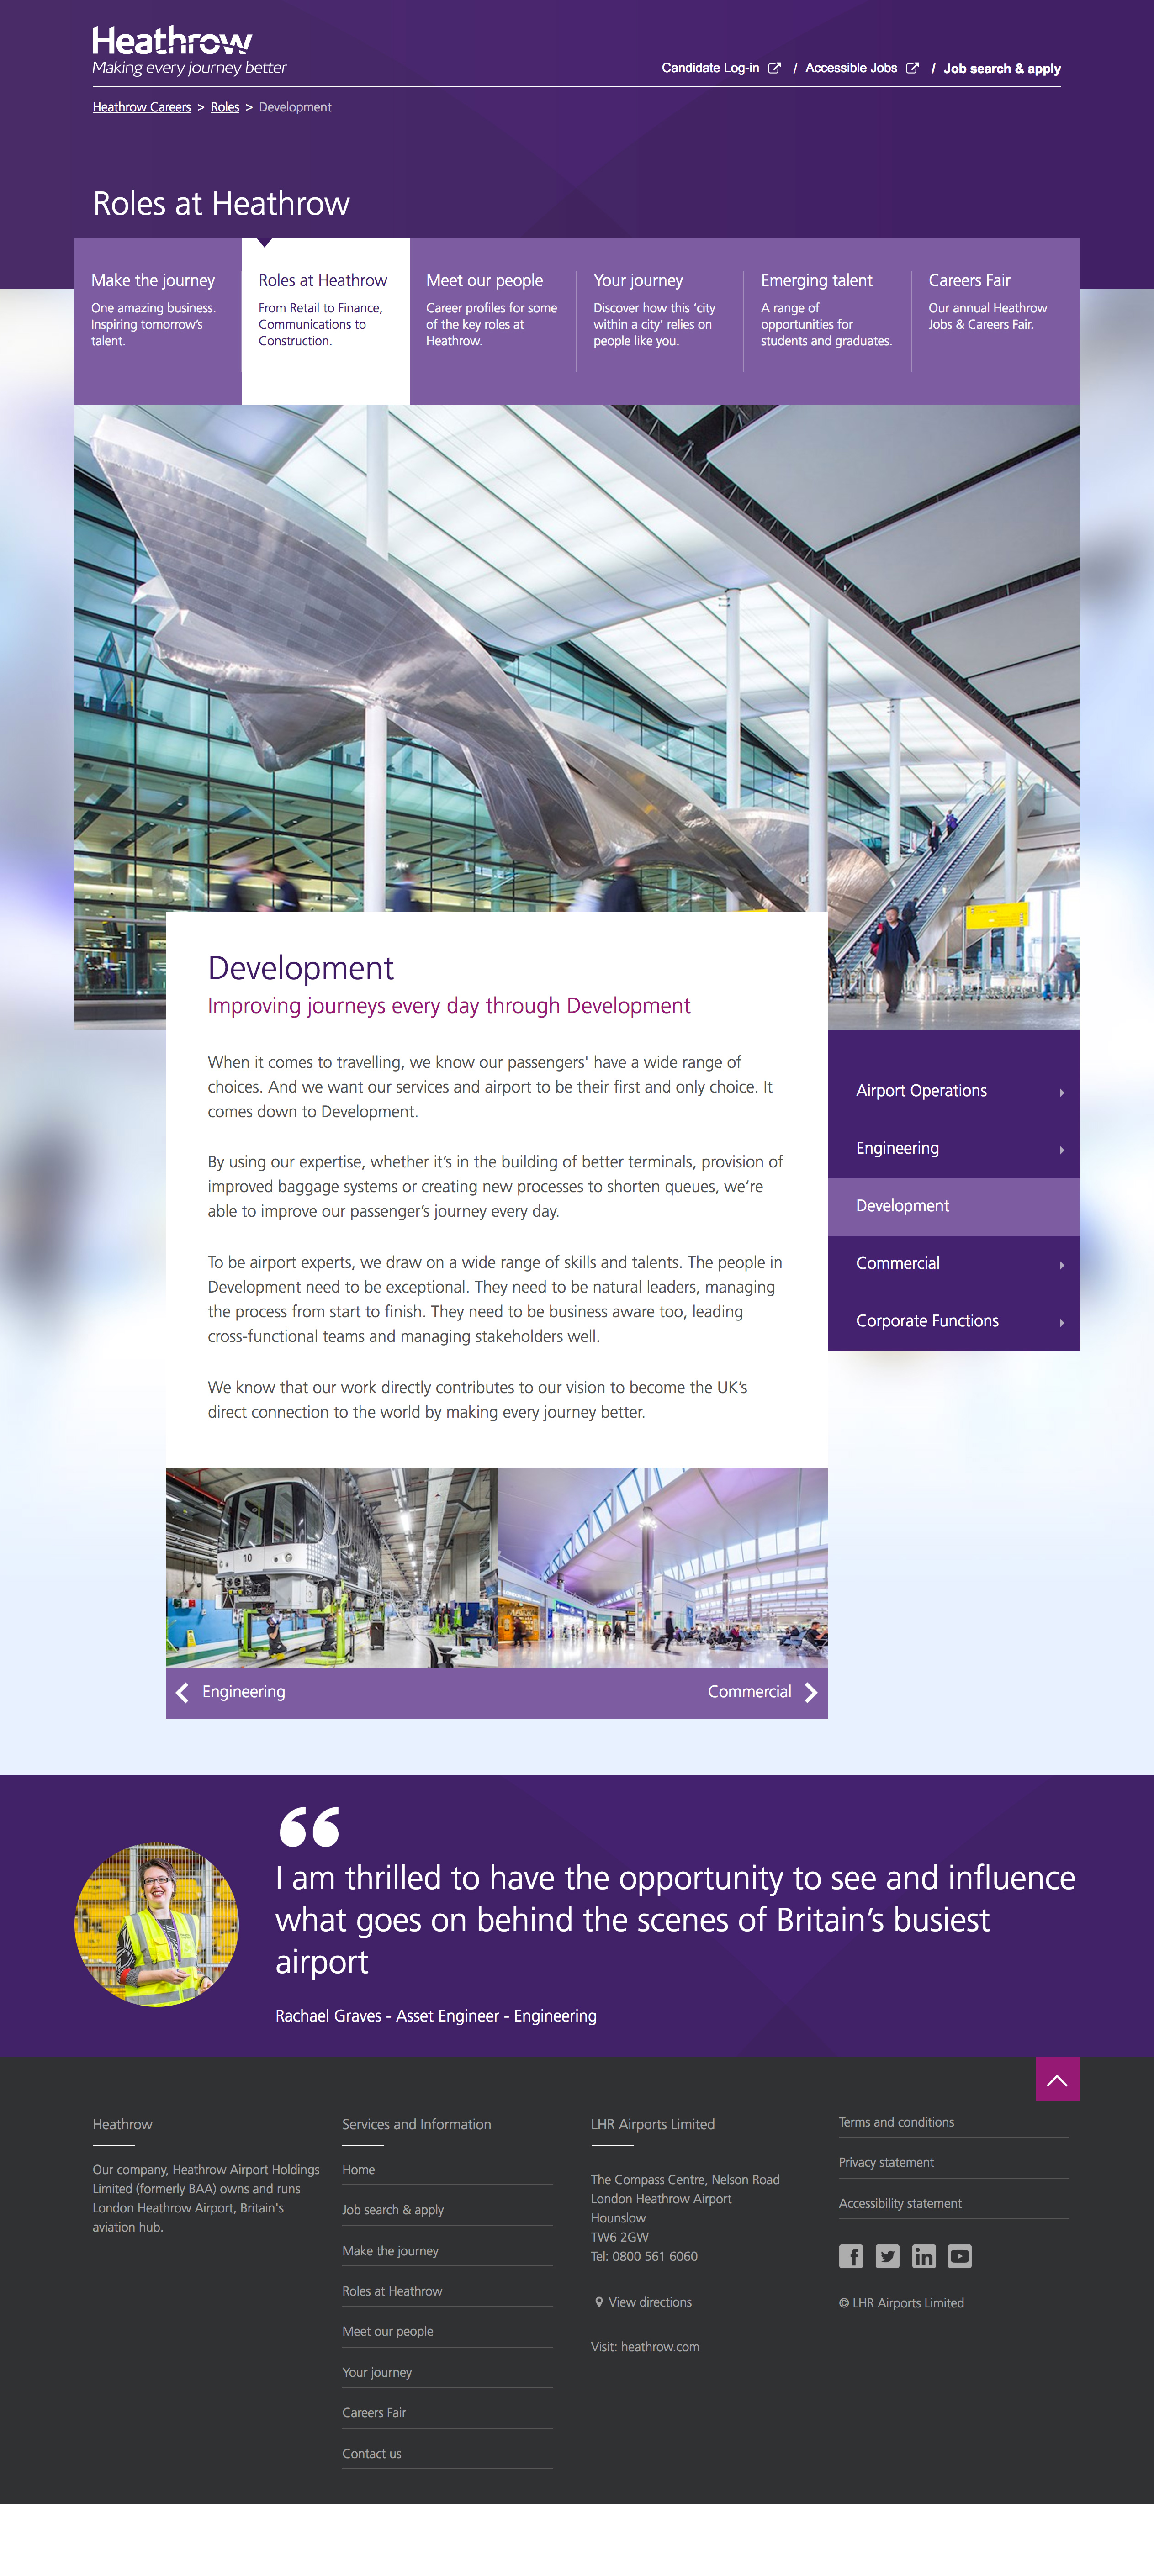 Heathrow
Making every journey better
Candidate Log-in / Accessible Jobs / Job search & apply
Heathrow Careers > Roles > Development
Roles at Heathrow
Make the journey
One amazing business.
Inspiring tomorrow's
talent.
Roles at Heathrow
From Retail to Finance,
Communications to
Construction.
Meet our people
Career profiles for some
of the key roles at
Heathrow.
Your journey
Discover how this 'city
within a city' relies on
people like you.
Emerging talent
A range of
opportunities for
students and graduates.
Careers Fair
Our annual Heathrow
Jobs & Careers Fair.
Development
Improving journeys every day through Development
When it comes to travelling, we know our passengers' have a wide range of
choices. And we want our services and airport to be their first and only choice. It
comes down to Development.
By using our expertise, whether it's in the building of better terminals, provision of
improved baggage systems or creating new processes to shorten queues, we're
able to improve our passenger's journey every day.
To be airport experts, we draw on a wide range of skills and talents. The people in
Development need to be exceptional. They need to be natural leaders, managing
the process from start to finish. They need to be business aware too, leading
cross-functional teams and managing stakeholders well.
We know that our work directly contributes to our vision to become the UK's
direct connection to the world by making every journey better.
Airport Operations
Engineering
Development
Commercial
Corporate Functions
10
Engineering
Commercial
“
I am thrilled to have the opportunity to see and influence
what goes on behind the scenes of Britain's busiest
airport
Rachael Graves - Asset Engineer - Engineering
Heathrow
Our company, Heathrow Airport Holdings
Limited (formerly BAA) owns and runs
London Heathrow Airport, Britain's
aviation hub.
Services and Information
Home
Job search & apply
Make the journey
Roles at Heathrow
Meet our people
Your journey
Careers Fair
Contact us
LHR Airports Limited
The Compass Centre, Nelson Road
London Heathrow Airport
Hounslow
TW6 2GW
Tel: 0800 561 6060
View directions
Visit: heathrow.com
Terms and conditions
Privacy statement
Accessibility statement
© LHR Airports Limited